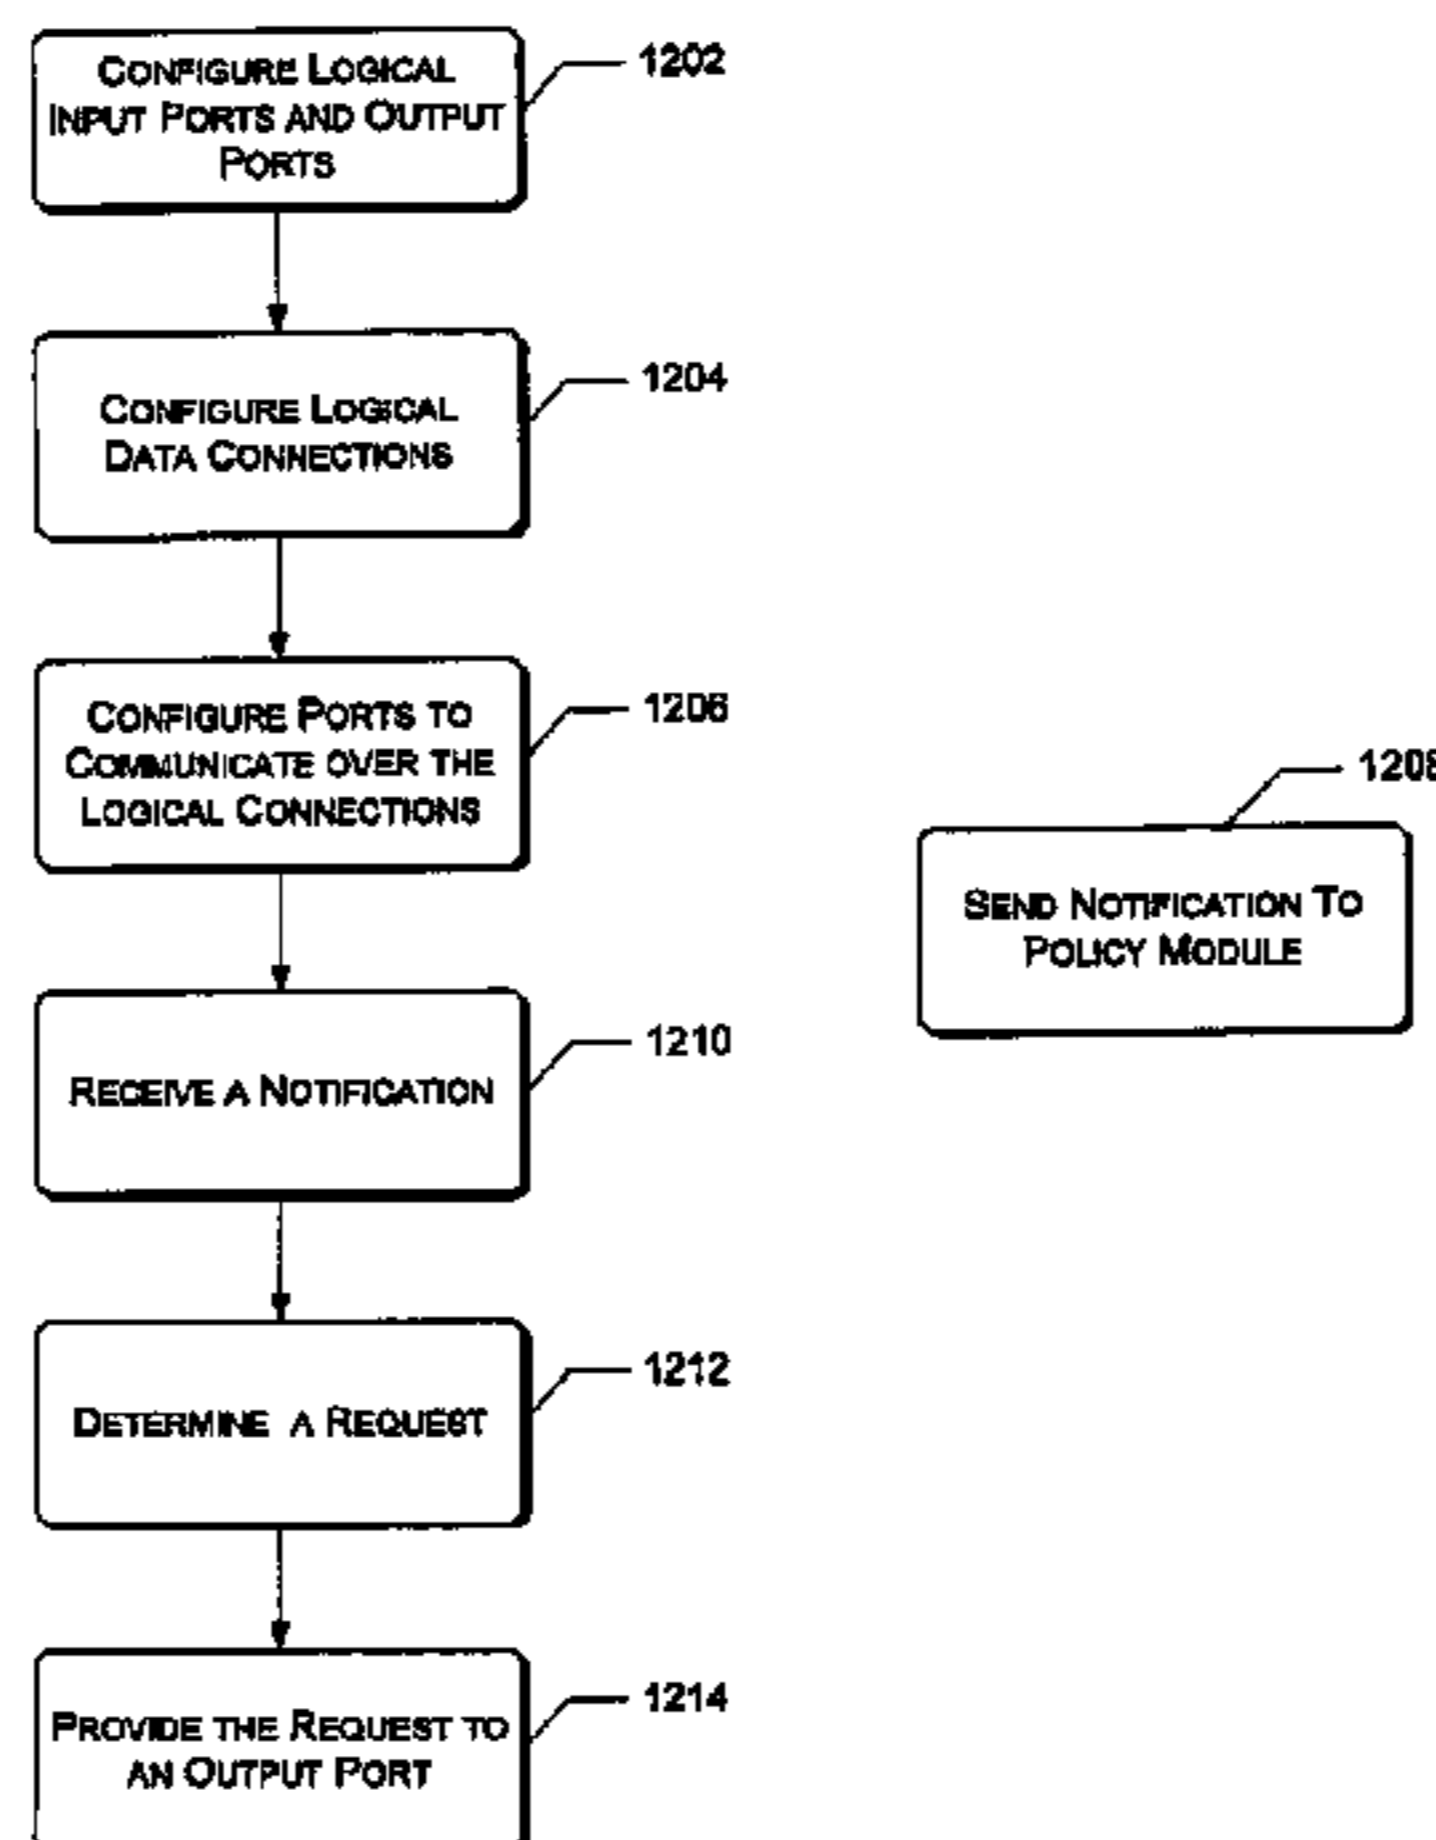 CONFIGURE LOGICAL
INPUT PORTS AND OUTPUT
PORTS
1202
CONFIGURE LOGICAL
DATA CONNECTIONS
1204
CONFIGURE PORTS TO
COMMUNICATE OVER THE
LOGICAL CONNECTIONS
1206
1208
SEND NOTIFICATION TO
POLICY MODULE
RECEIVE A NOTIFICATION
1210
DETERMINE A REQUEST
1212
PROVIDE THE REQUEST TO
AN OUTPUT PORT
1214